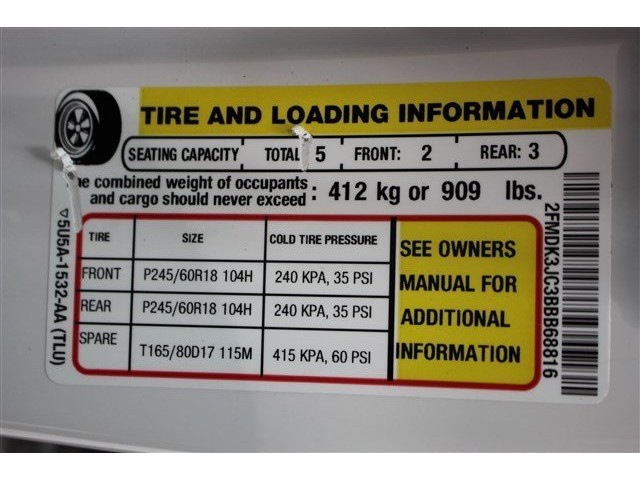 TIRE AND LOADING INFORMATION
SEATING CAPACITY TOTAL 5 FRONT: 2 REAR: 3
he combined weight of occupants
and cargo should never exceed : 412 kg or 909 lbs.
TIRE SIZE COLD TIRE PRESSURE
FRONT P245/60R18 104H 240 KPA, 35 PSI
REAR P245/60R18 104H 240 KPA, 35 PSI
SPARE T165/80D17 115M 415 KPA, 60 PSI
SEE OWNERS
MANUAL FOR
ADDITIONAL
INFORMATION
5U5A-1532-AA (TLU)
2FMDK3JC3BBB68816